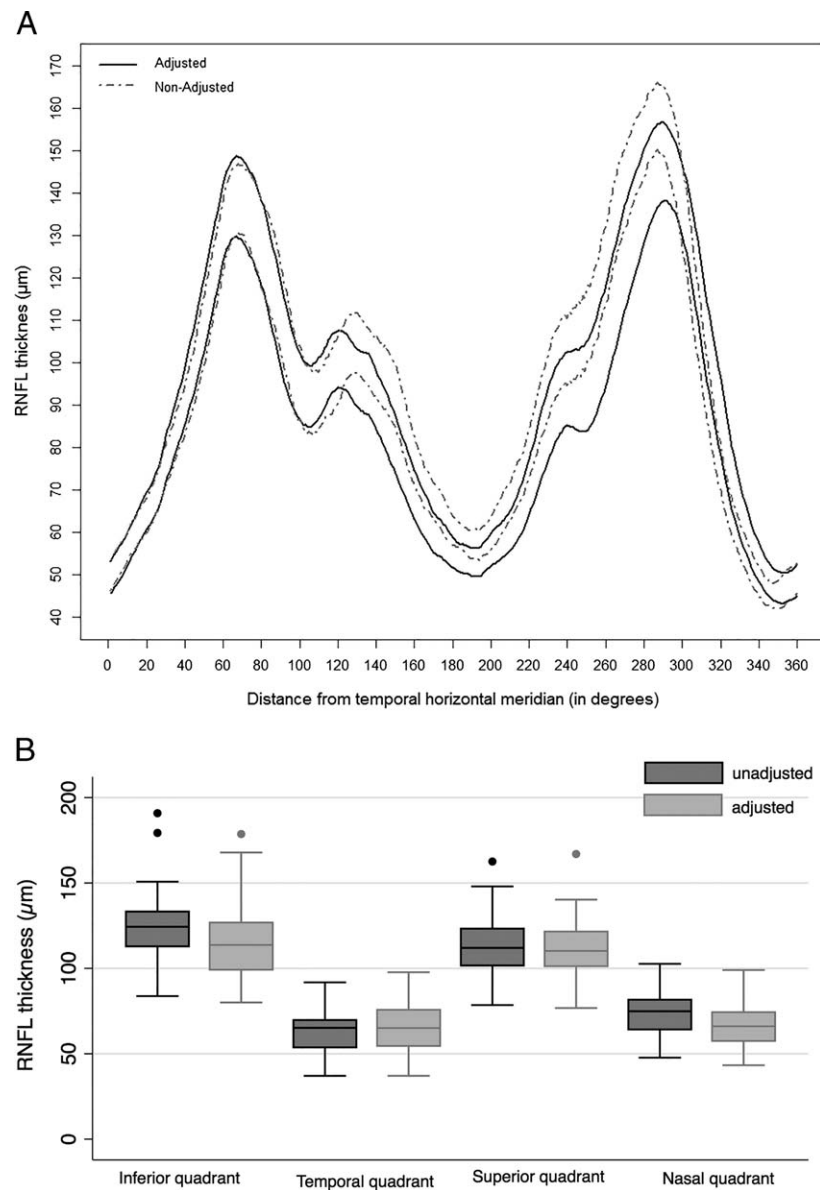 A
Adjusted
Non-Adjusted
RNFL thicknes (µm)
170
160
150
140
130
120
110
100
90
80
70
60
50
40
0 20 40 60 80 100 120 140 160 180 200 220 240 260 280 300 320 340 360
Distance from temporal horizontal meridian (in degrees)
B
unadjusted
adjusted
RNFL thickness (µm)
200
150
100
50
0
Inferior quadrant Temporal quadrant Superior quadrant Nasal quadrant